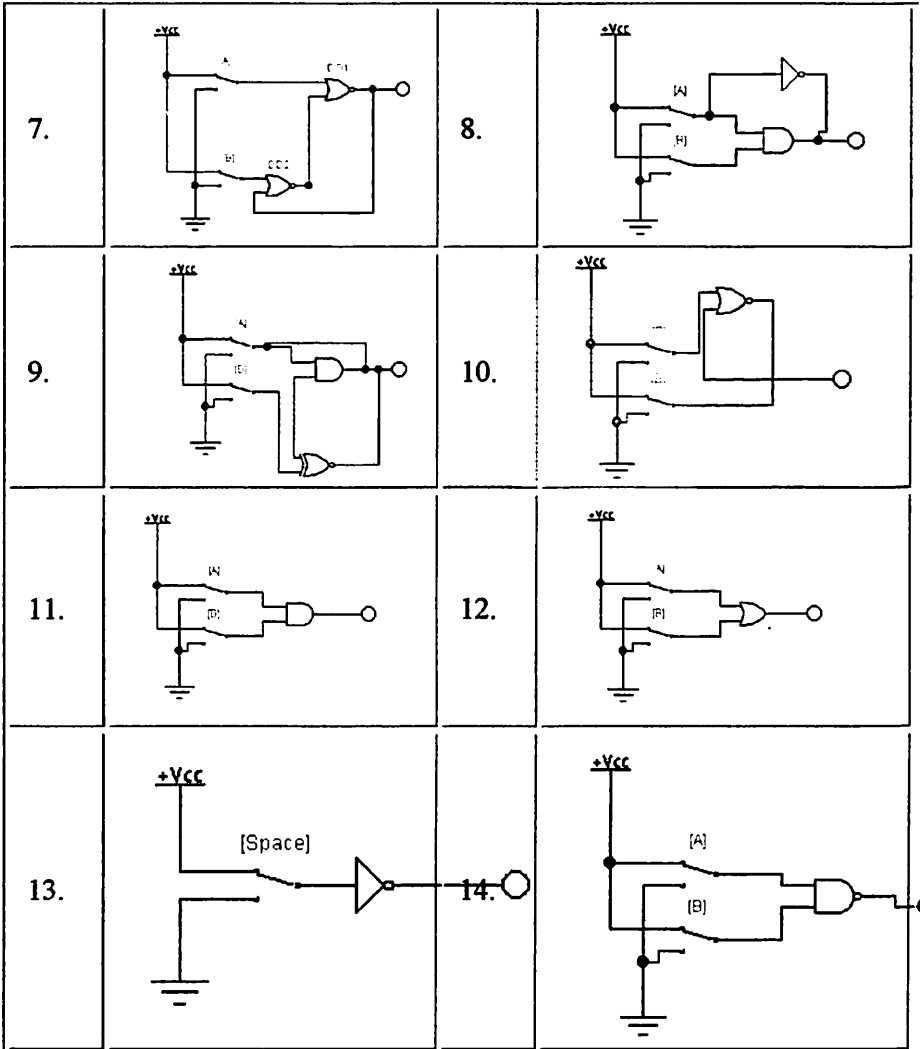 7.
+Vcc
8.
+Vcc
[A]
[B]
9.
+Vcc
10.
+Vcc
11.
+Vcc
[A]
12.
+Vcc
[B]
13.
+Vcc
[Space]
14.
+Vcc
[A]
[B]